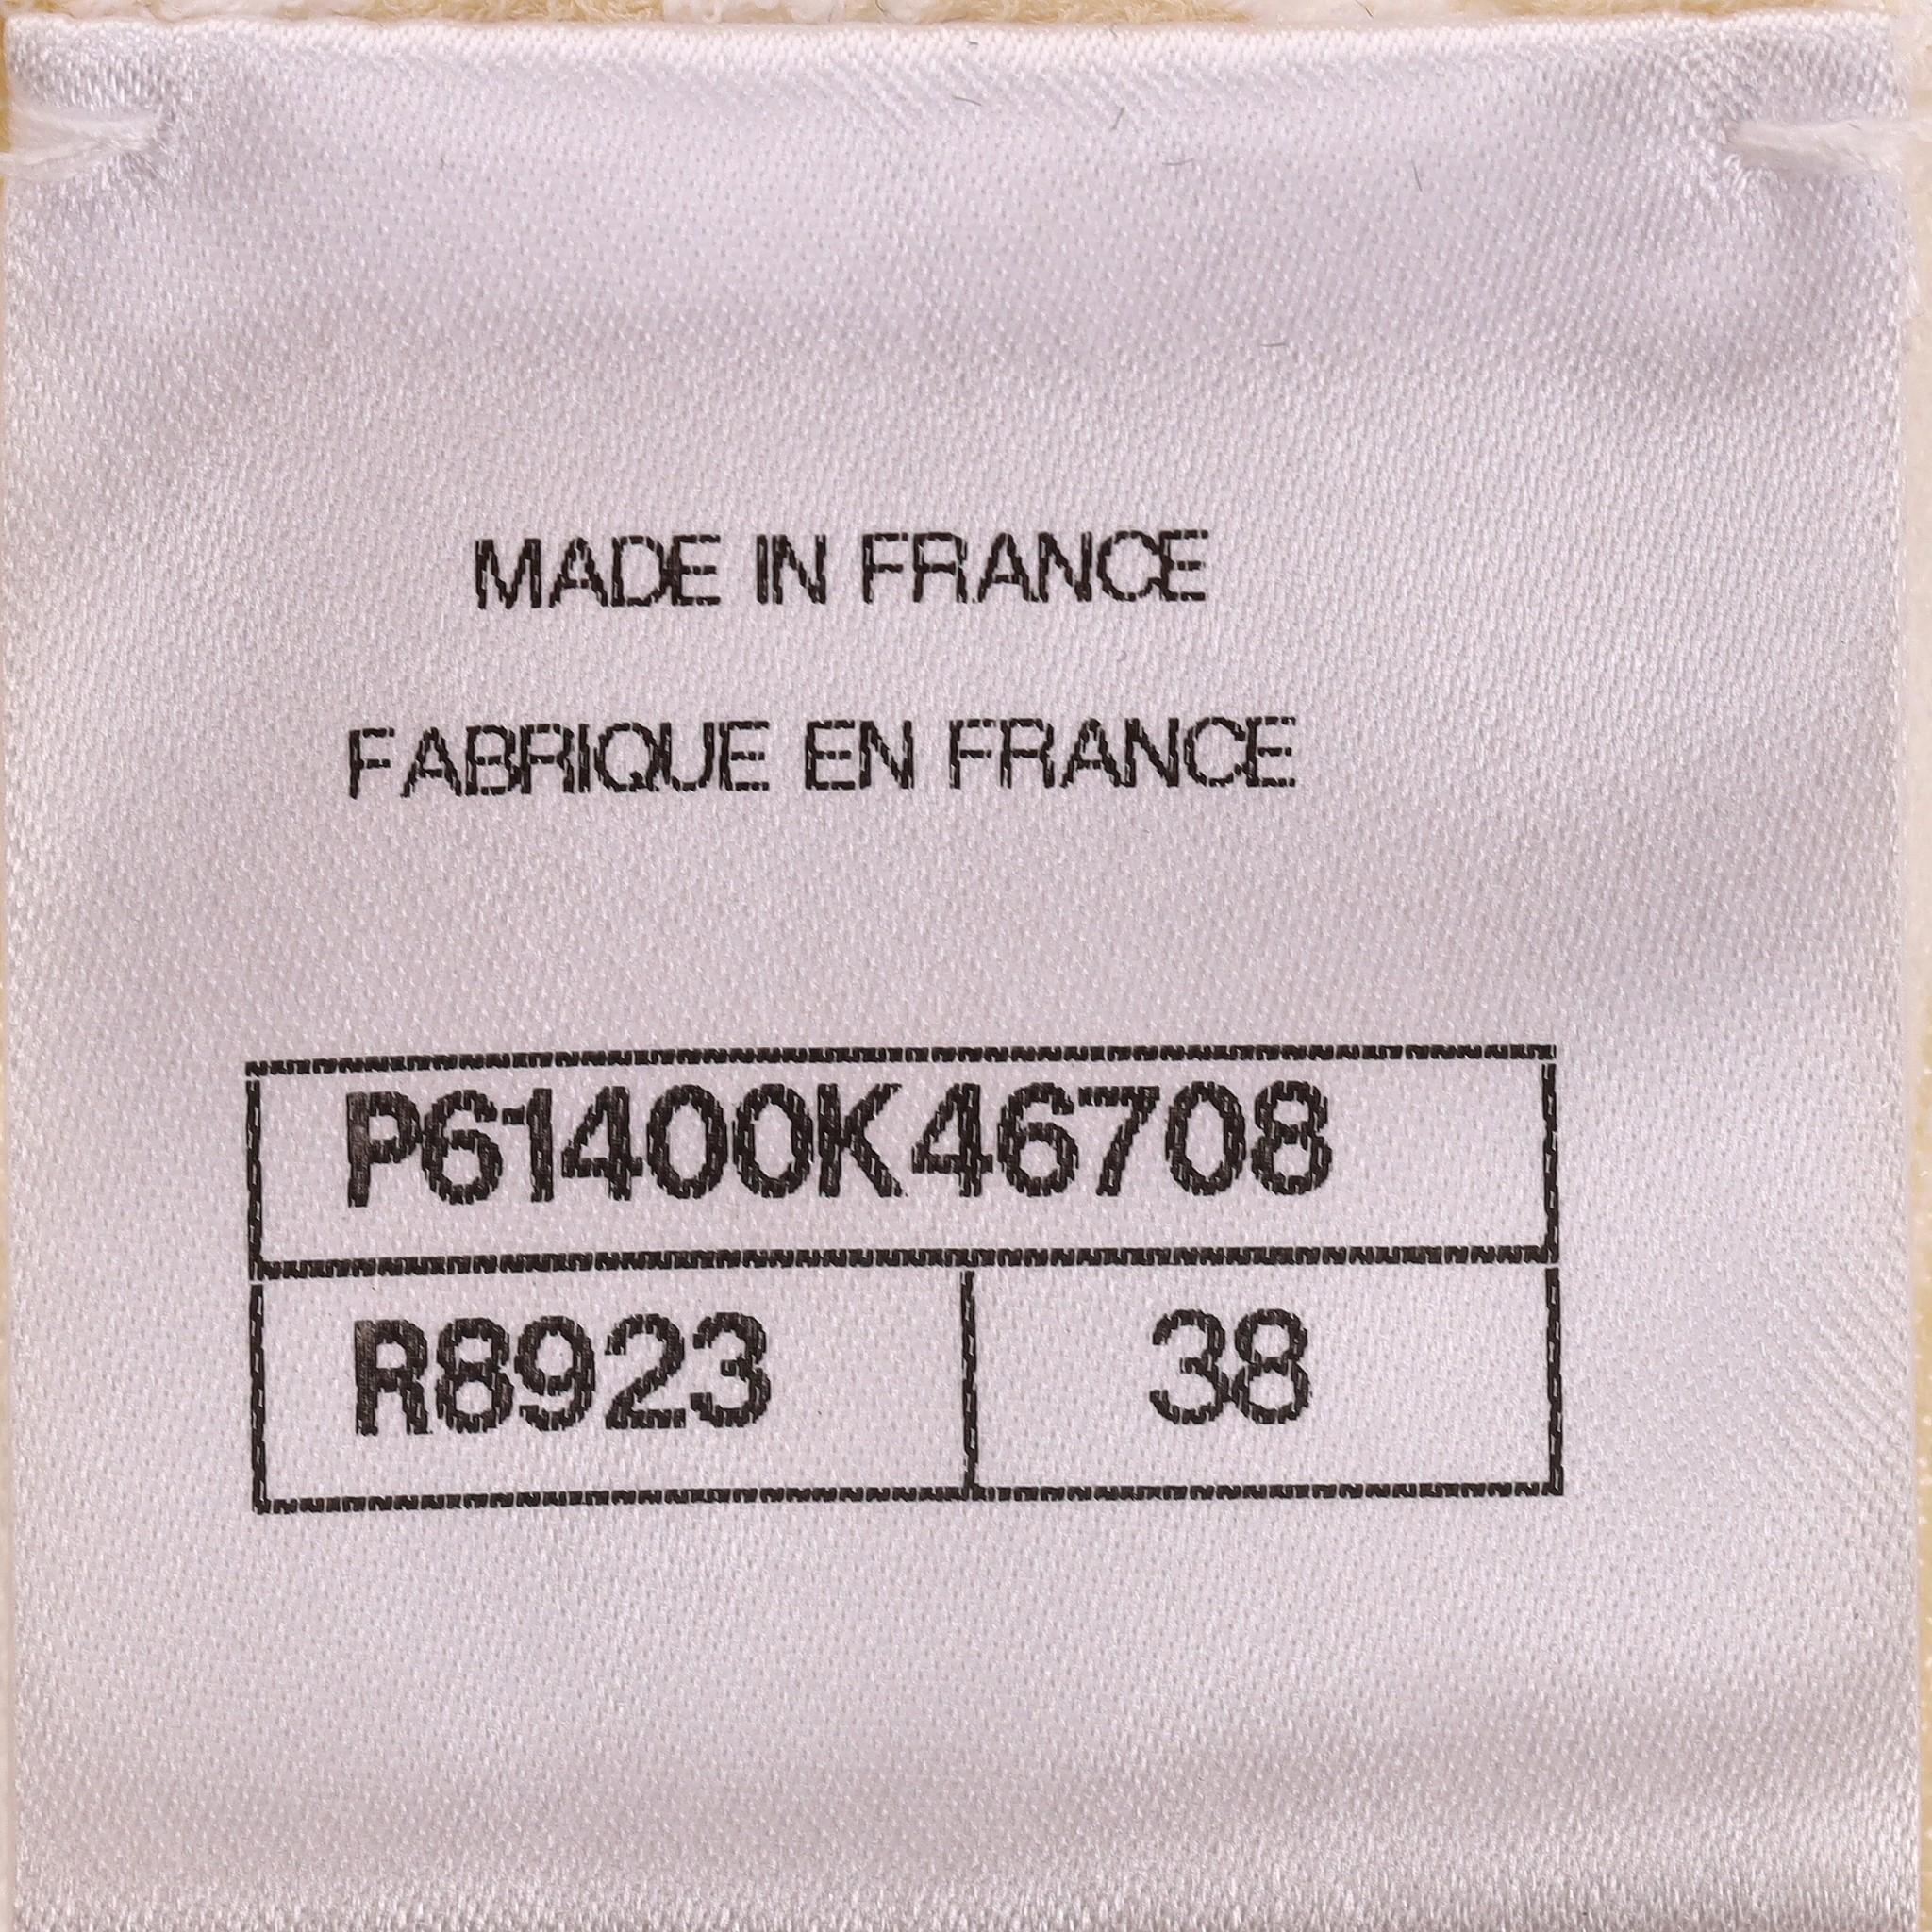 MADE IN FRANCE
FABRIQUE EN FRANCE
P61400K46708
R8923 38